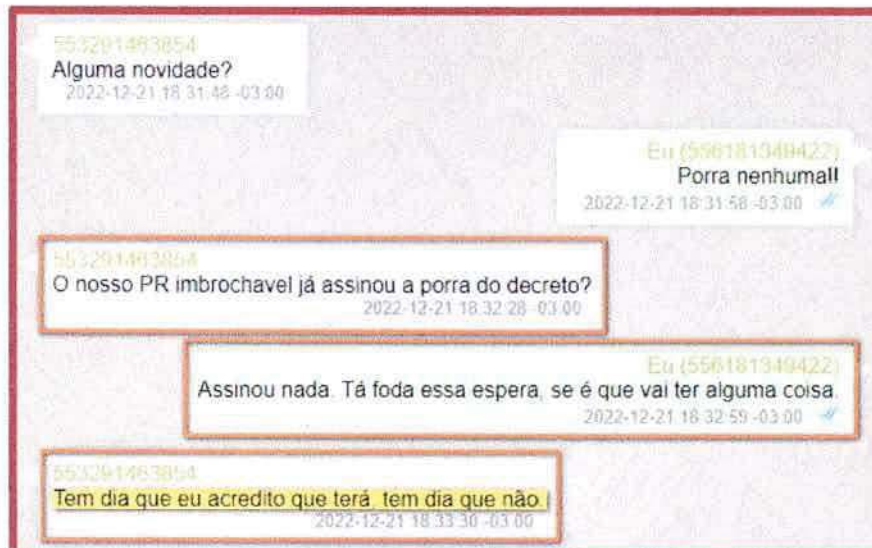 553291463854
Alguma novidade?
2022-12-21 18:31:48 -03:00
Eu (556181349422)
Porra nenhuma!!
2022-12-21 18:31:58 -03:00
553291463854
O nosso PR imbrochavel já assinou a porra do decreto?
2022-12-21 18:32:28 -03:00
Eu (556181349422)
Assinou nada. Tá foda essa espera, se é que vai ter alguma coisa.
2022-12-21 18:32:59 -03:00
553291463854
Tem dia que eu acredito que terá, tem dia que não.
2022-12-21 18:33:30 -03:00